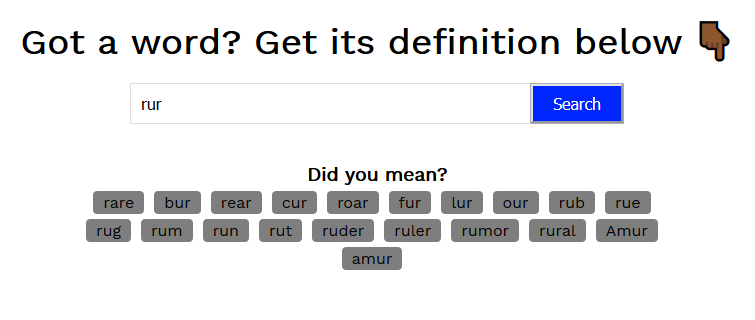 Got a word? Get its definition below 👇🏾
rur Search
Did you mean?
rare bur rear cur roar fur lur our rub rue
rug rum run rut ruder ruler rumor rural Amur
amur